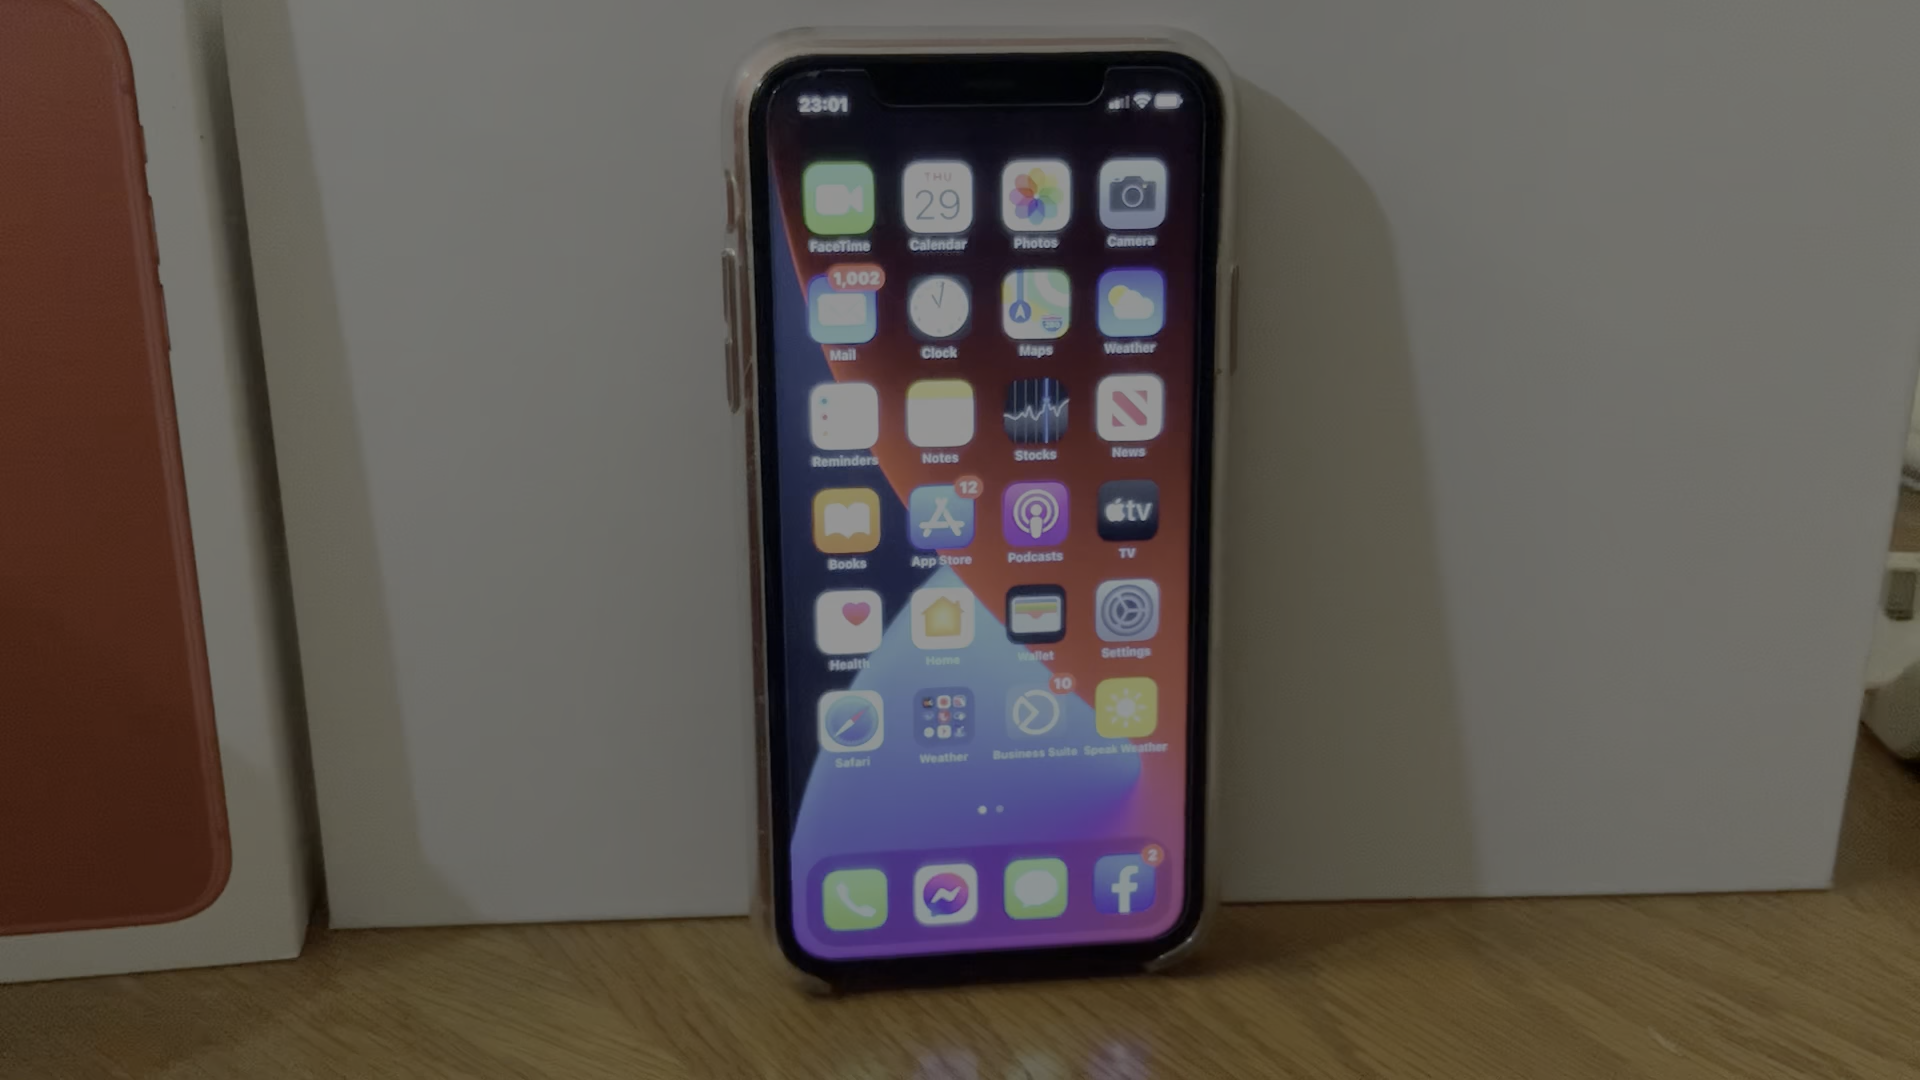 23:01
THU
29
FaceTime Calendar Photos Camera
1,002
280
Mail Clock Maps Weather
Reminders Notes Stocks News
12
tv
Books App Store Podcasts TV
Health Home Wallet Settings
10
Safari Weather Business Suite Speak Weather
2